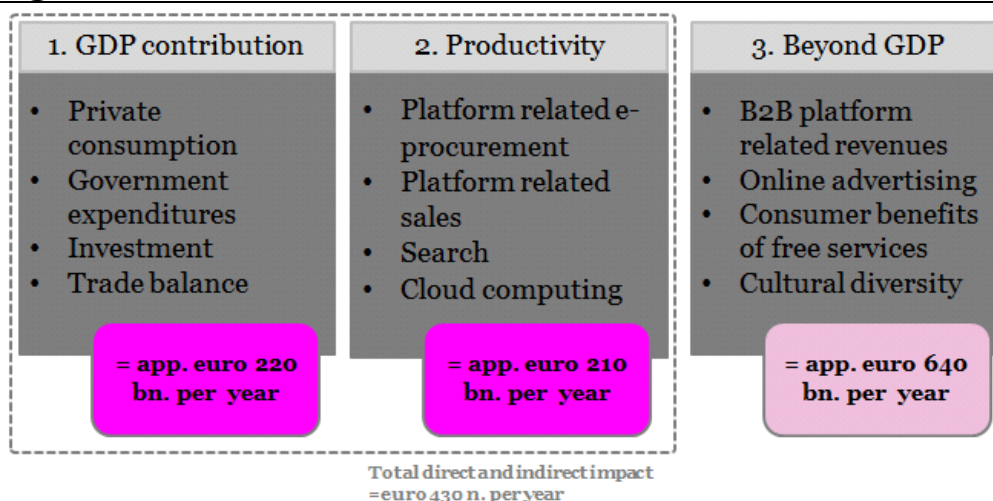 1. GDP contribution
• Private
consumption
• Government
expenditures
• Investment
• Trade balance
= app. euro 220
bn. per year
2. Productivity
• Platform related e-
procurement
• Platform related
sales
• Search
• Cloud computing
= app. euro 210
bn. per year
3. Beyond GDP
• B2B platform
related revenues
• Online advertising
• Consumer benefits
of free services
• Cultural diversity
= app. euro 640
bn. per year
Total direct and indirect impact
=euro 430 n. per year